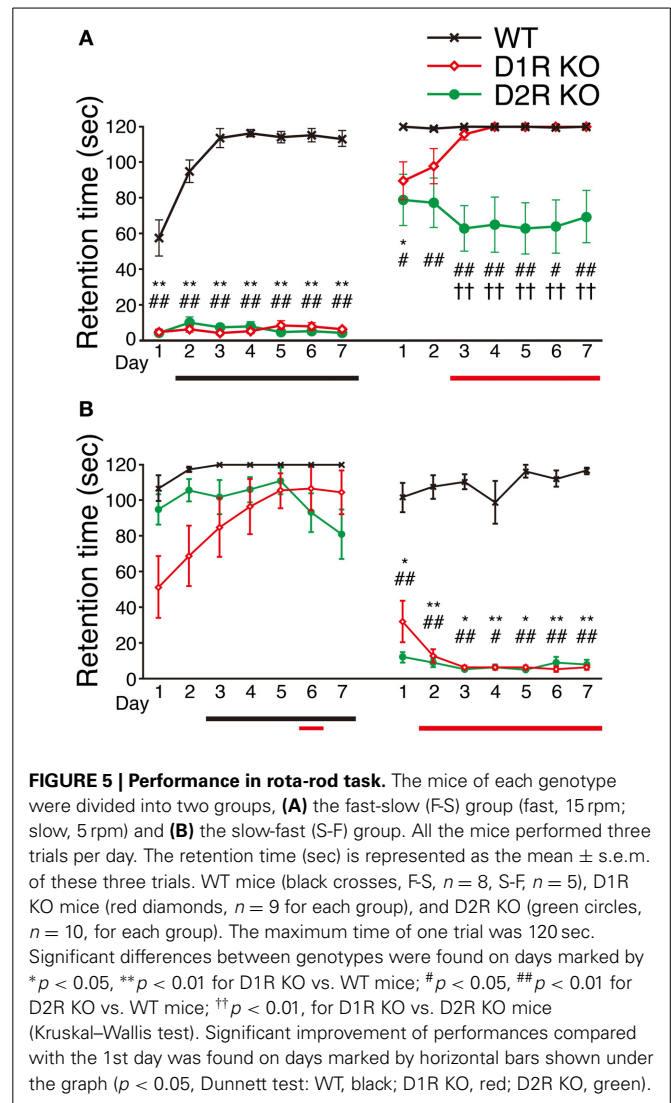 A
WT
D1R KO
D2R KO
Retention time (sec)
120
100
80
60
40
20
0
** ** ** ** ** ** **
## ## ## ## ## ## ##
*
# ## ## ## ## # ##
†† †† †† †† ††
Day 1 2 3 4 5 6 7 1 2 3 4 5 6 7
B
Retention time (sec)
120
100
80
60
40
20
0
* ** * ** * ** **
## ## ## # ## ## ##
Day 1 2 3 4 5 6 7 1 2 3 4 5 6 7
FIGURE 5 | Performance in rota-rod task. The mice of each genotype
were divided into two groups, (A) the fast-slow (F-S) group (fast, 15 rpm;
slow, 5 rpm) and (B) the slow-fast (S-F) group. All the mice performed three
trials per day. The retention time (sec) is represented as the mean ± s.e.m.
of these three trials. WT mice (black crosses, F-S, n = 8, S-F, n = 5), D1R
KO mice (red diamonds, n = 9 for each group), and D2R KO (green circles,
n = 10, for each group). The maximum time of one trial was 120 sec.
Significant differences between genotypes were found on days marked by
*p < 0.05, **p < 0.01 for D1R KO vs. WT mice; #p < 0.05, ##p < 0.01 for
D2R KO vs. WT mice; ††p < 0.01, for D1R KO vs. D2R KO mice
(Kruskal–Wallis test). Significant improvement of performances compared
with the 1st day was found on days marked by horizontal bars shown under
the graph (p < 0.05, Dunnett test: WT, black; D1R KO, red; D2R KO, green).